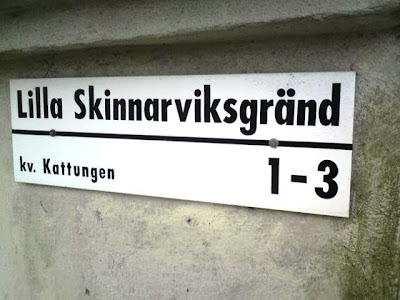 Lilla Skinnarviksgränd
kv. Kattungen 1-3